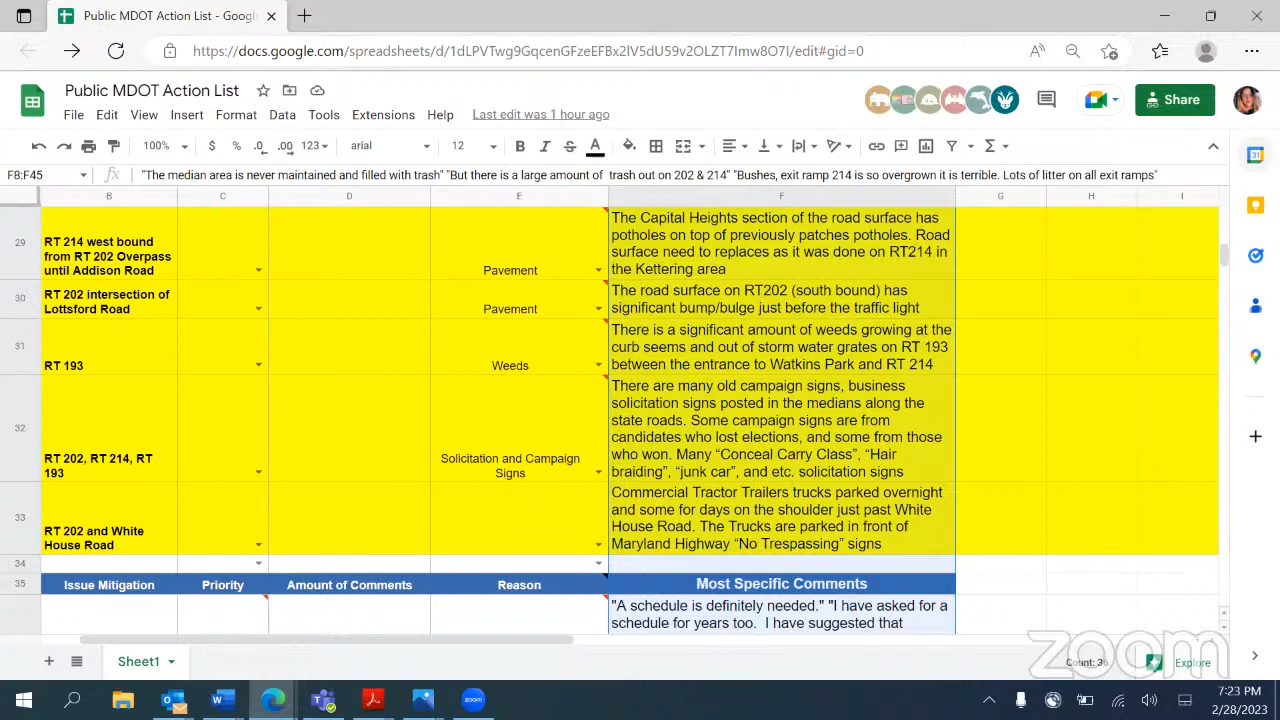 Public MDOT Action List - Googl
https://docs.google.com/spreadsheets/d/1dLPVTwg9GqcenGFzeEFBx2lV5dU59v2OLZT7Imw8O7I/edit#gid=0
Public MDOT Action List
File Edit View Insert Format Data Tools Extensions Help Last edit was 1 hour ago
Share
100% $ % .0 .00 123 arial 12 B I S A
F8:F45 fx "The median area is never maintained and filled with trash" "But there is a large amount of trash out on 202 & 214" "Bushes, exit ramp 214 is so overgrown it is terrible. Lots of litter on all exit ramps"
B C D E F G H I
29
RT 214 west bound
from RT 202 Overpass
until Addison Road
Pavement
The Capital Heights section of the road surface has
potholes on top of previously patches potholes. Road
surface need to replaces as it was done on RT214 in
the Kettering area
30
RT 202 intersection of
Lottsford Road
Pavement
The road surface on RT202 (south bound) has
significant bump/bulge just before the traffic light
31
RT 193
Weeds
There is a significant amount of weeds growing at the
curb seems and out of storm water grates on RT 193
between the entrance to Watkins Park and RT 214
32
RT 202, RT 214, RT
193
Solicitation and Campaign
Signs
There are many old campaign signs, business
solicitation signs posted in the medians along the
state roads. Some campaign signs are from
candidates who lost elections, and some from those
who won. Many “Conceal Carry Class”, “Hair
braiding”, “junk car”, and etc. solicitation signs
33
RT 202 and White
House Road
Commercial Tractor Trailers trucks parked overnight
and some for days on the shoulder just past White
House Road. The Trucks are parked in front of
Maryland Highway “No Trespassing” signs
34
35
Issue Mitigation Priority Amount of Comments Reason Most Specific Comments
"A schedule is definitely needed." "I have asked for a
schedule for years too. I have suggested that
Sheet1
Count: 36
Explore
zoom
zoom
7:23 PM
2/28/2023